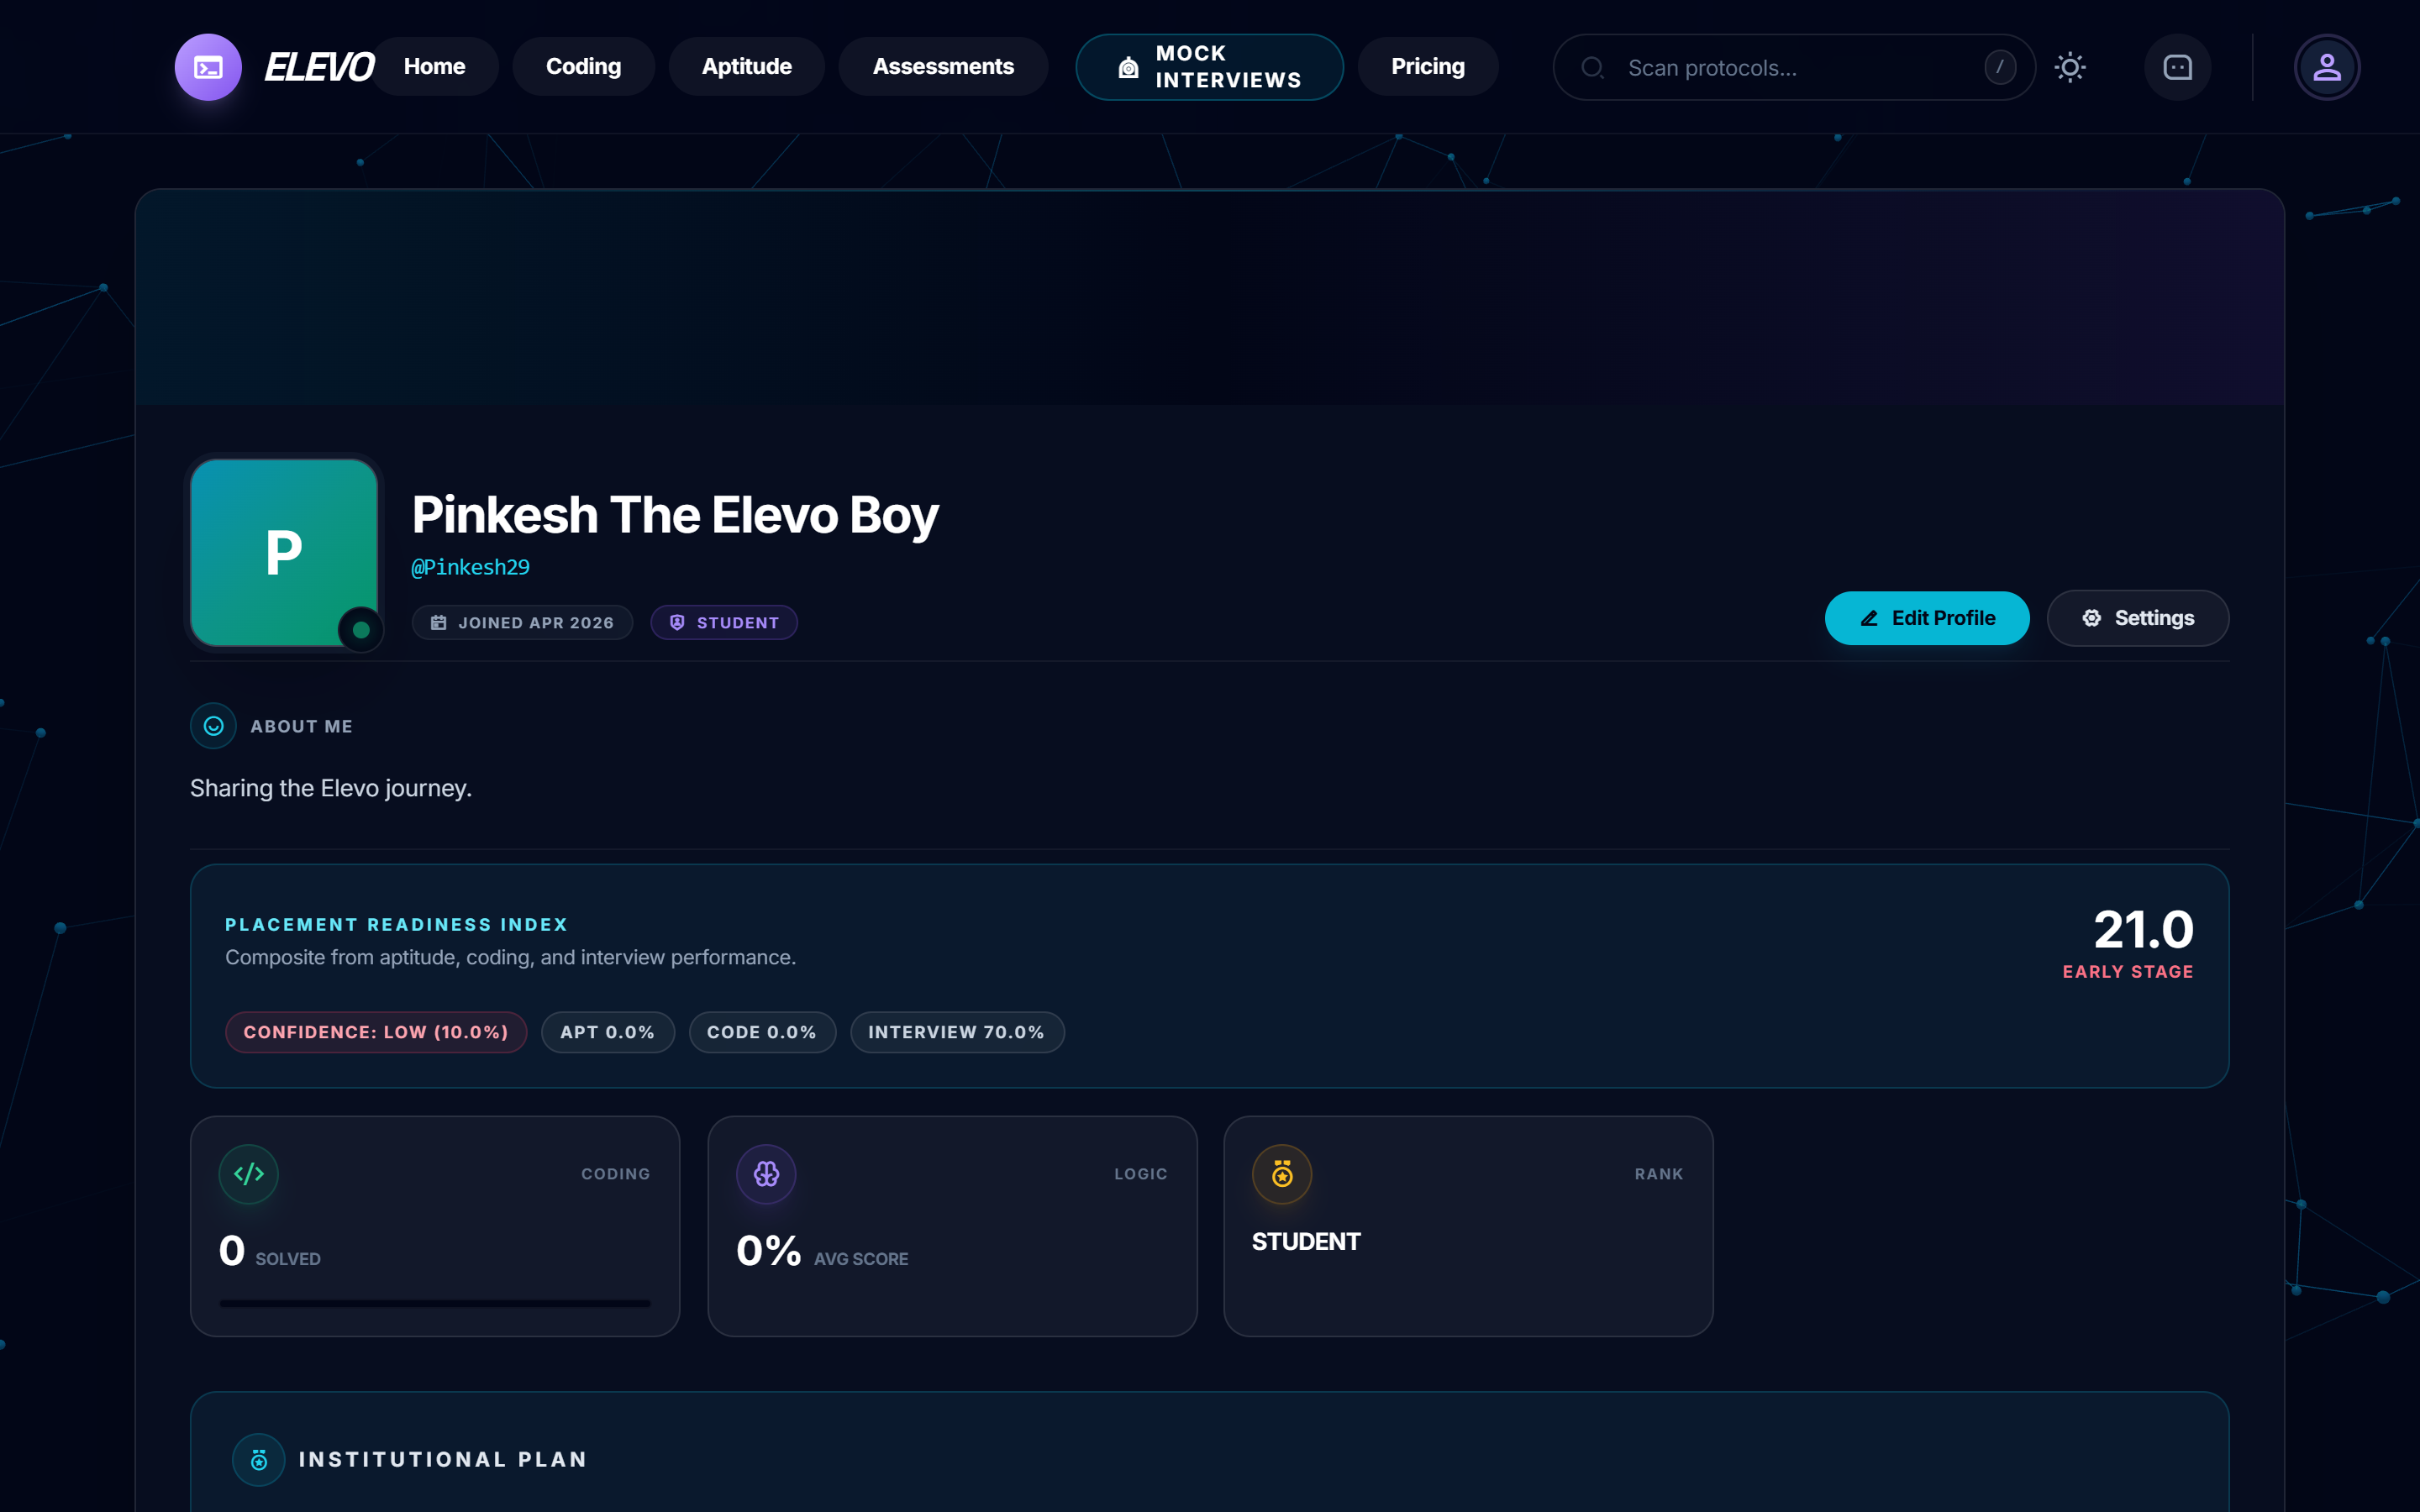 ELEVO
Home
Coding
Aptitude
Assessments
MOCK
INTERVIEWS
Pricing
Scan protocols...
/
P
Pinkesh The Elevo Boy
@Pinkesh29
JOINED APR 2026
STUDENT
Edit Profile
Settings
ABOUT ME
Sharing the Elevo journey.
PLACEMENT READINESS INDEX
Composite from aptitude, coding, and interview performance.
21.0
EARLY STAGE
CONFIDENCE: LOW (10.0%)
APT 0.0%
CODE 0.0%
INTERVIEW 70.0%
CODING
0 SOLVED
LOGIC
0% AVG SCORE
RANK
STUDENT
INSTITUTIONAL PLAN